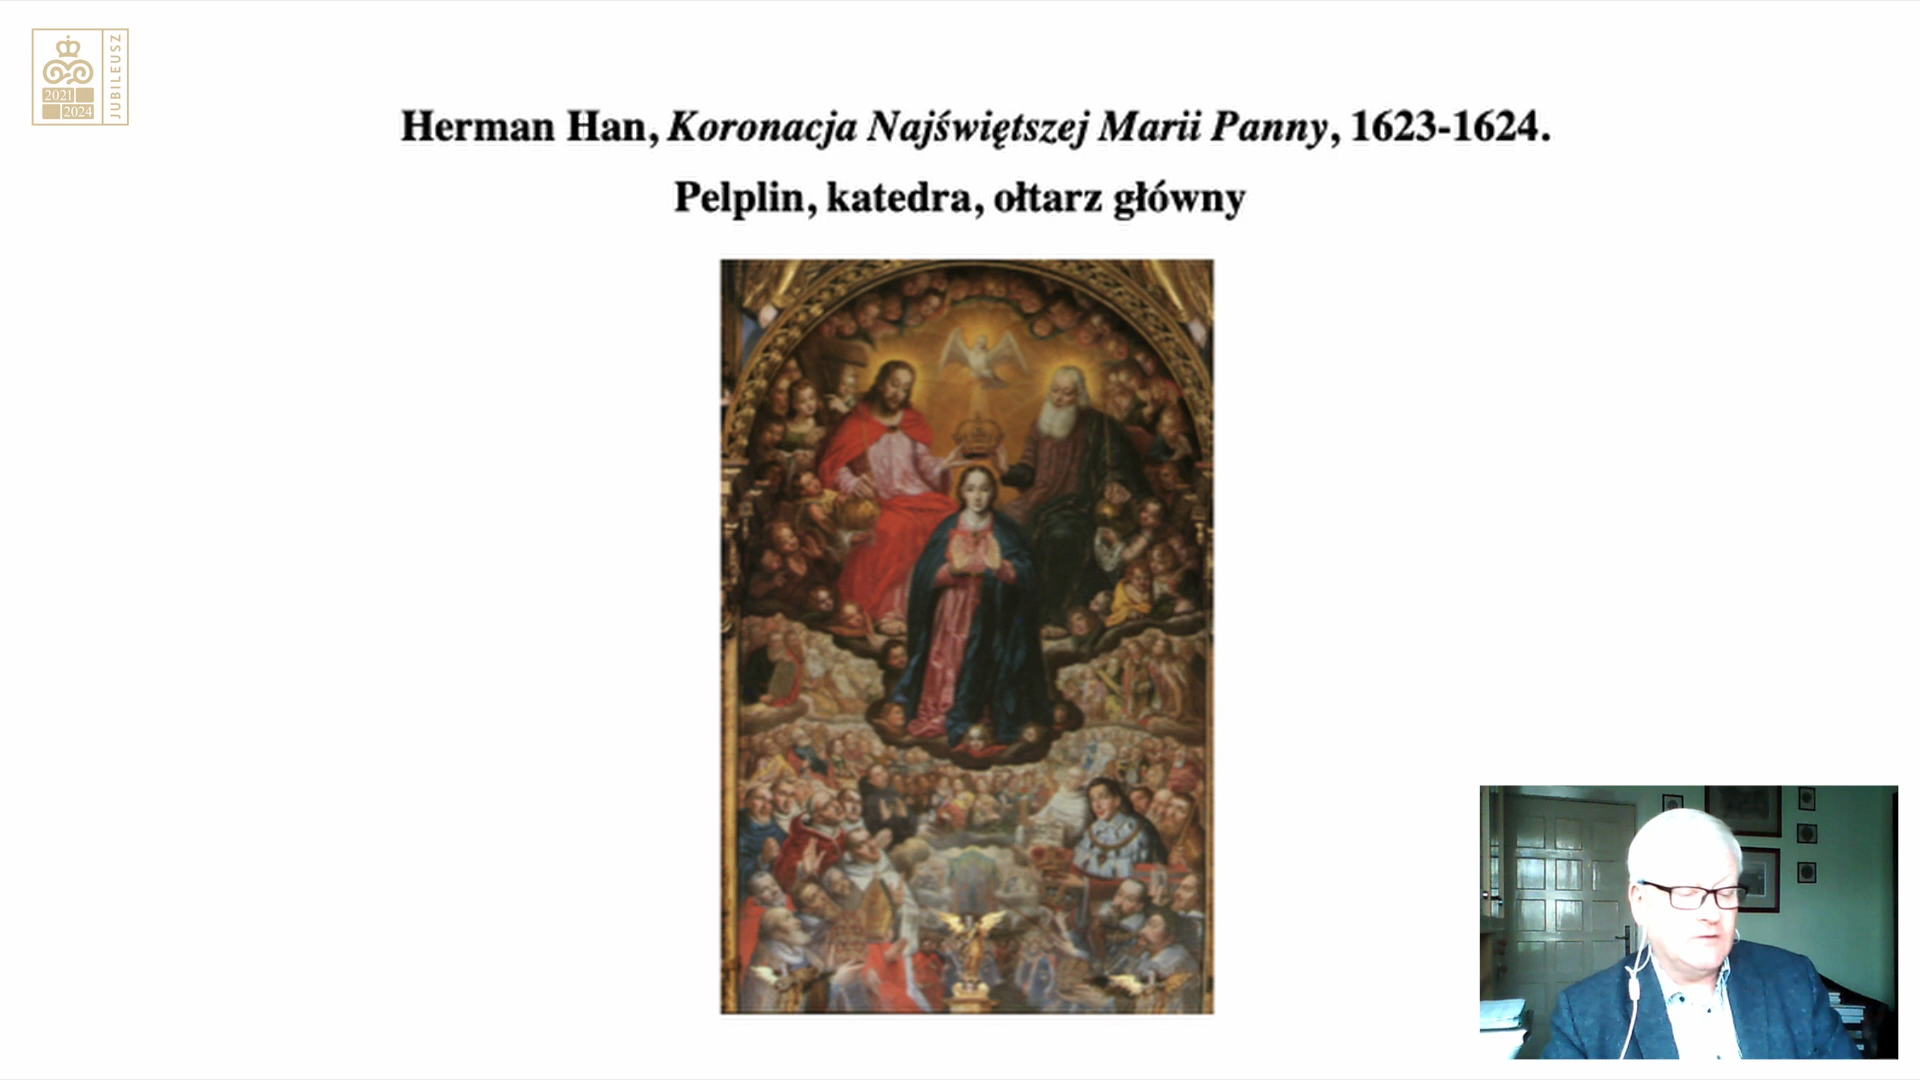 2021
2024
JUBILEUSZ
Herman Han, Koronacja Najświętszej Marii Panny, 1623-1624.
Pelplin, katedra, ołtarz główny